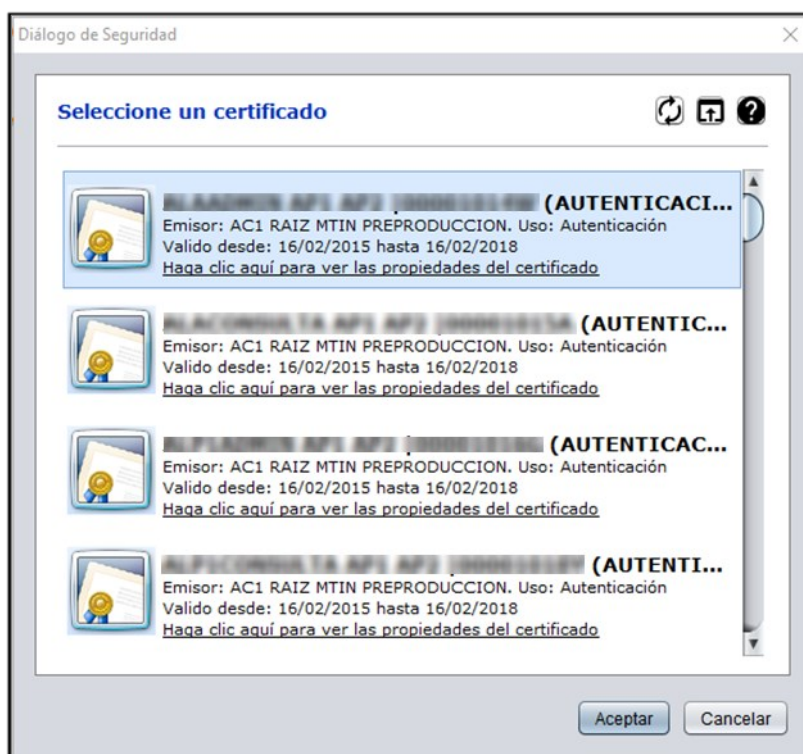 Diálogo de Seguridad
Seleccione un certificado
(AUTENTICACI...
Emisor: AC1 RAIZ MTIN PREPRODUCCION. Uso: Autenticación
Valido desde: 16/02/2015 hasta 16/02/2018
Haga clic aquí para ver las propiedades del certificado
(AUTENTIC...
Emisor: AC1 RAIZ MTIN PREPRODUCCION. Uso: Autenticación
Valido desde: 16/02/2015 hasta 16/02/2018
Haga clic aquí para ver las propiedades del certificado
(AUTENTICAC...
Emisor: AC1 RAIZ MTIN PREPRODUCCION. Uso: Autenticación
Valido desde: 16/02/2015 hasta 16/02/2018
Haga clic aquí para ver las propiedades del certificado
(AUTENTI...
Emisor: AC1 RAIZ MTIN PREPRODUCCION. Uso: Autenticación
Valido desde: 16/02/2015 hasta 16/02/2018
Haga clic aquí para ver las propiedades del certificado
Aceptar Cancelar